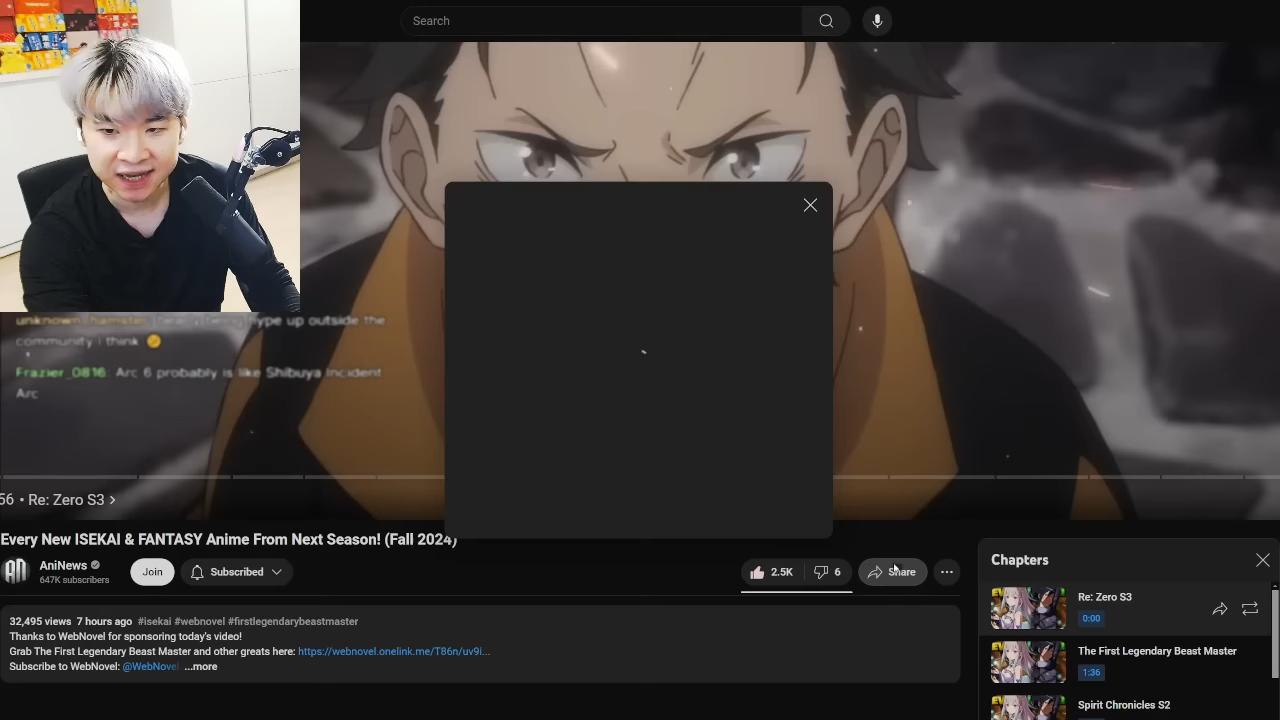 Search
unknown_hamster: hype up outside the
community i think
Frazier_0816: Arc 6 probably is like Shibuya Incident
Arc
56 • Re: Zero S3 >
Every New ISEKAI & FANTASY Anime From Next Season! (Fall 2024)
AniNews
647K subscribers
Join
Subscribed
2.5K
6
Share
...
32,495 views 7 hours ago #isekai #webnovel #firstlegendarybeastmaster
Thanks to WebNovel for sponsoring today's video!
Grab The First Legendary Beast Master and other greats here: https://webnovel.onelink.me/T86n/uv9i...
Subscribe to WebNovel: @WebNovel ...more
Chapters
Re: Zero S3
0:00
The First Legendary Beast Master
1:36
Spirit Chronicles S2